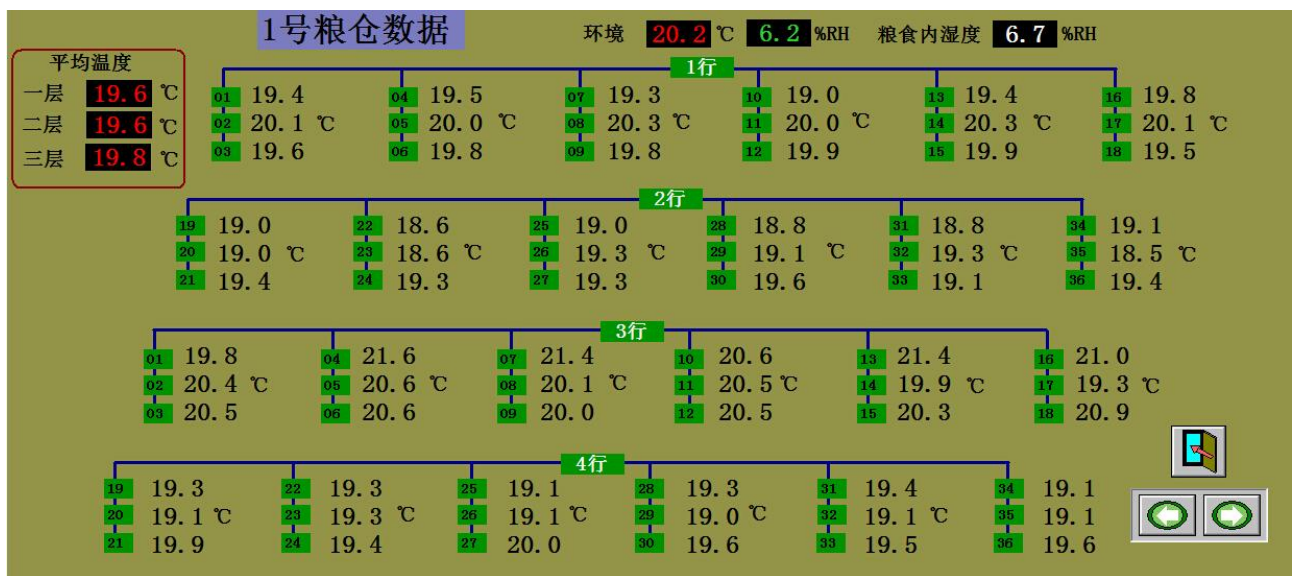 1号粮仓数据 环境 20.2 ℃ 6.2 %RH 粮食内湿度 6.7 %RH
平均温度
一层 19.6 ℃
二层 19.6 ℃
三层 19.8 ℃
1行
01 19.4 04 19.5 07 19.3 10 19.0 13 19.4 16 19.8
02 20.1 ℃ 05 20.0 ℃ 08 20.3 ℃ 11 20.0 ℃ 14 20.3 ℃ 17 20.1 ℃
03 19.6 06 19.8 09 19.8 12 19.9 15 19.9 18 19.5
2行
19 19.0 22 18.6 25 19.0 28 18.8 31 18.8 34 19.1
20 19.0 ℃ 23 18.6 ℃ 26 19.3 ℃ 29 19.1 ℃ 32 19.3 ℃ 35 18.5 ℃
21 19.4 24 19.3 27 19.3 30 19.6 33 19.1 36 19.4
3行
01 19.8 04 21.6 07 21.4 10 20.6 13 21.4 16 21.0
02 20.4 ℃ 05 20.6 ℃ 08 20.1 ℃ 11 20.5 ℃ 14 19.9 ℃ 17 19.3 ℃
03 20.5 06 20.6 09 20.0 12 20.5 15 20.3 18 20.9
4行
19 19.3 22 19.3 25 19.1 28 19.3 31 19.4 34 19.1
20 19.1 ℃ 23 19.3 ℃ 26 19.1 ℃ 29 19.0 ℃ 32 19.1 ℃ 35 19.1
21 19.9 24 19.4 27 20.0 30 19.6 33 19.5 36 19.6